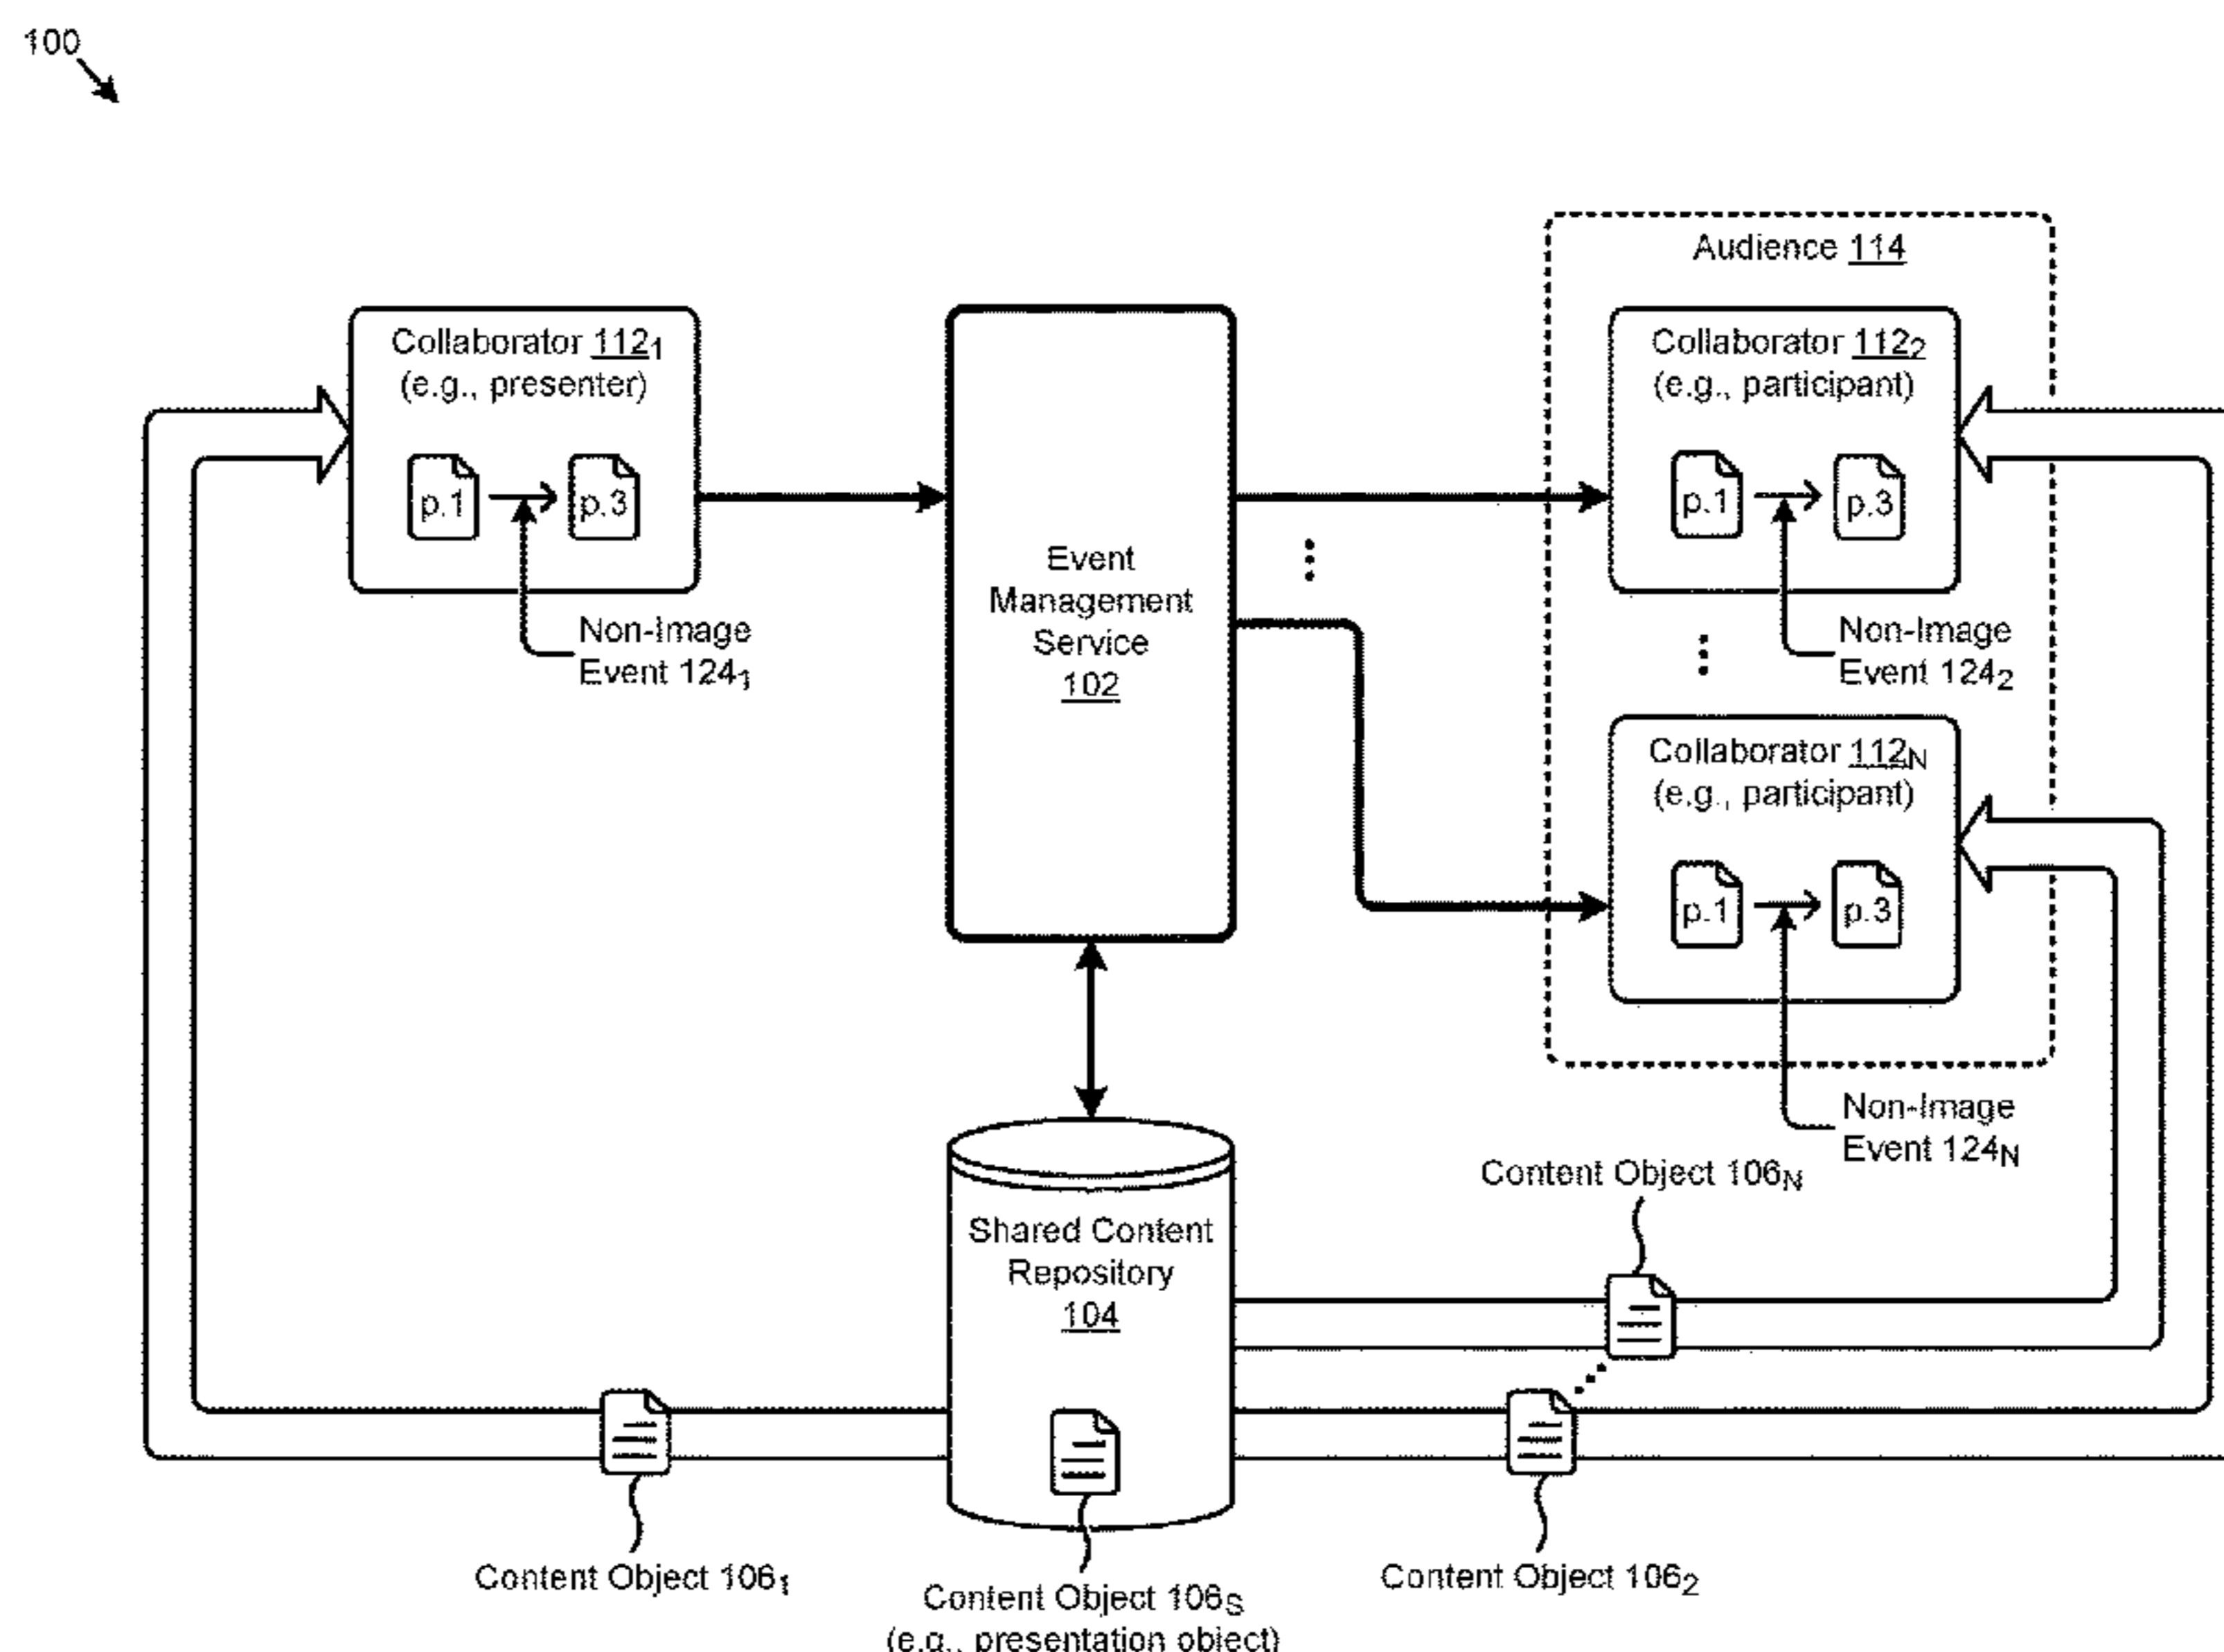 100
Audience 114
Collaborator 112₁
(e.g., presenter)
p.1
p.3
Non-Image
Event 124₁
Event
Management
Service
102
Collaborator 112₂
(e.g., participant)
p.1
p.3
Non-Image
Event 124₂
Collaborator 112N
(e.g., participant)
p.1
p.3
Non-Image
Event 124N
Shared Content
Repository
104
Content Object 106N
Content Object 106₁
Content Object 106S
(e.g., presentation object)
Content Object 106₂